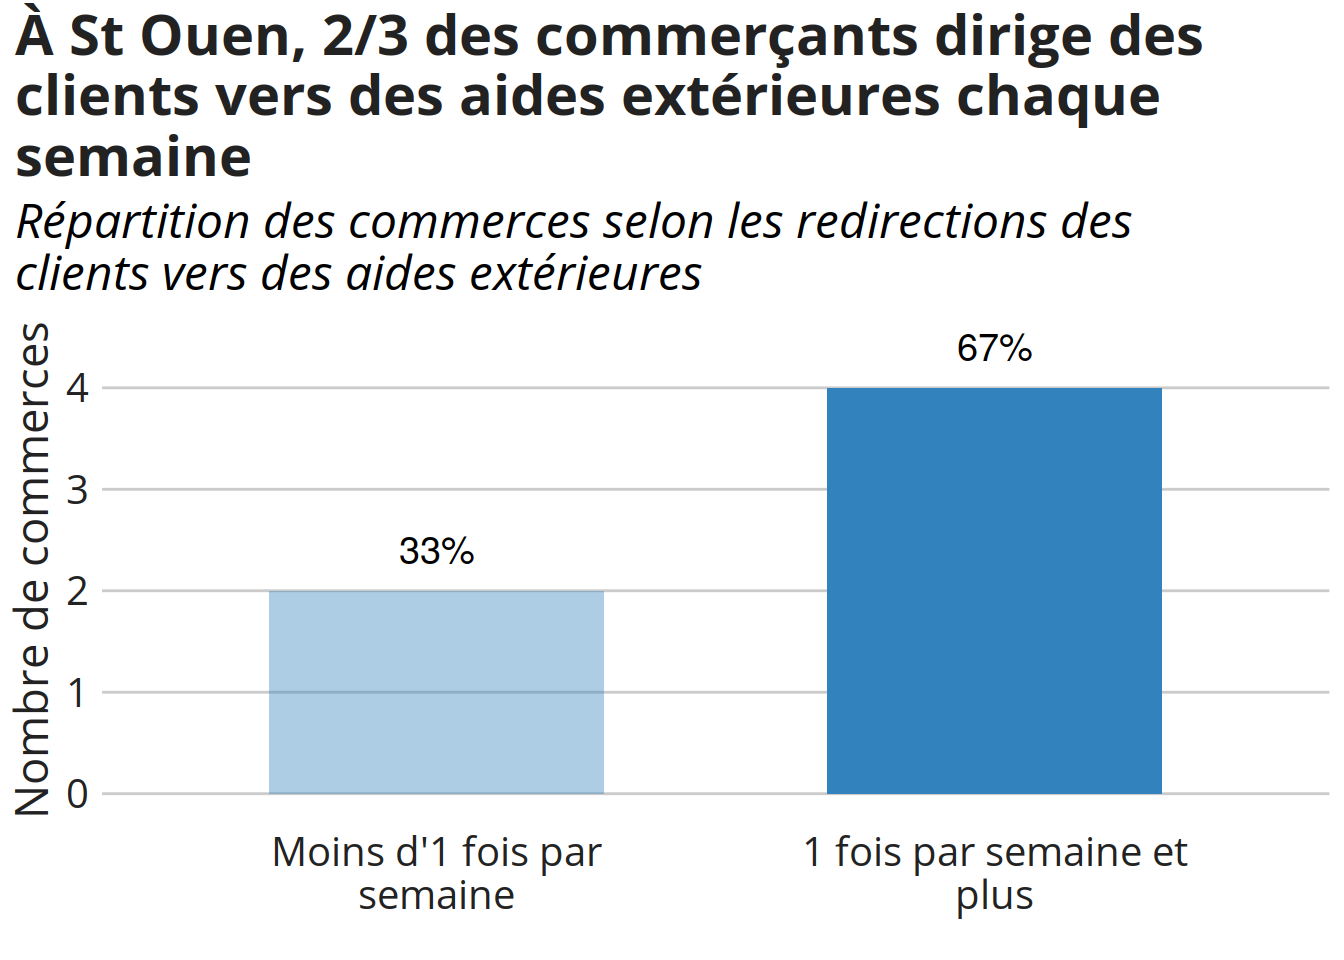 À St Ouen, 2/3 des commerçants dirige des
clients vers des aides extérieures chaque
semaine
Répartition des commerces selon les redirections des
clients vers des aides extérieures
Nombre de commerces
4
3
2
1
0
67%
33%
Moins d'1 fois par
semaine
1 fois par semaine et
plus